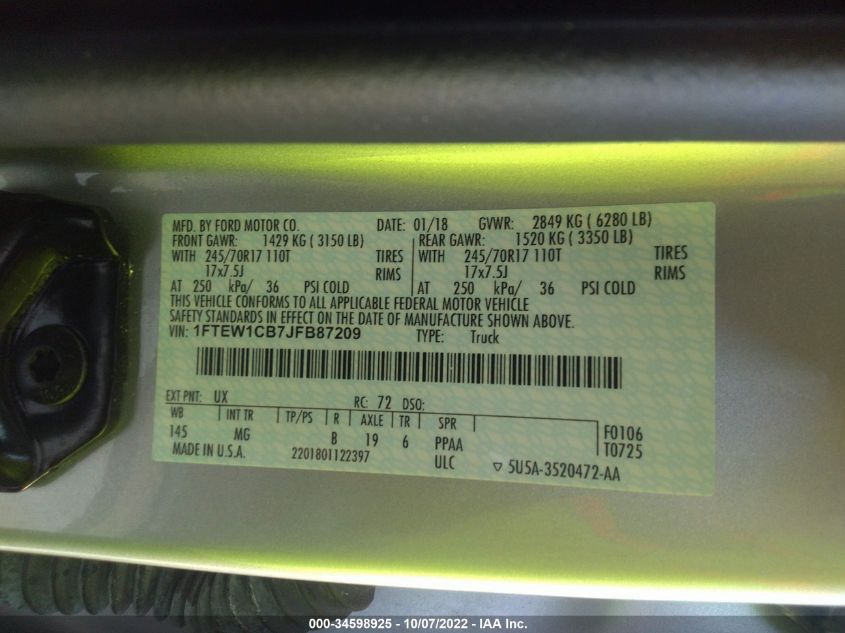 MFD. BY FORD MOTOR CO. DATE: 01/18 GVWR: 2849 KG ( 6280 LB)
FRONT GAWR: 1429 KG ( 3150 LB) REAR GAWR: 1520 KG ( 3350 LB)
WITH 245/70R17 110T TIRES WITH 245/70R17 110T TIRES
17x7.5J RIMS 17x7.5J RIMS
AT 250 kPa/ 36 PSI COLD AT 250 kPa/ 36 PSI COLD
THIS VEHICLE CONFORMS TO ALL APPLICABLE FEDERAL MOTOR VEHICLE
SAFETY STANDARDS IN EFFECT ON THE DATE OF MANUFACTURE SHOWN ABOVE.
VIN: 1FTEW1CB7JFB87209 TYPE: Truck
EXT PNT: UX RC: 72 DSO:
WB INT TR TP/PS R AXLE TR SPR
145 MG B 19 6 PPAA F0106
MADE IN U.S.A. 2201801122397 ULC T0725
▽ 5U5A-3520472-AA
000-34598925 - 10/07/2022 - IAA Inc.